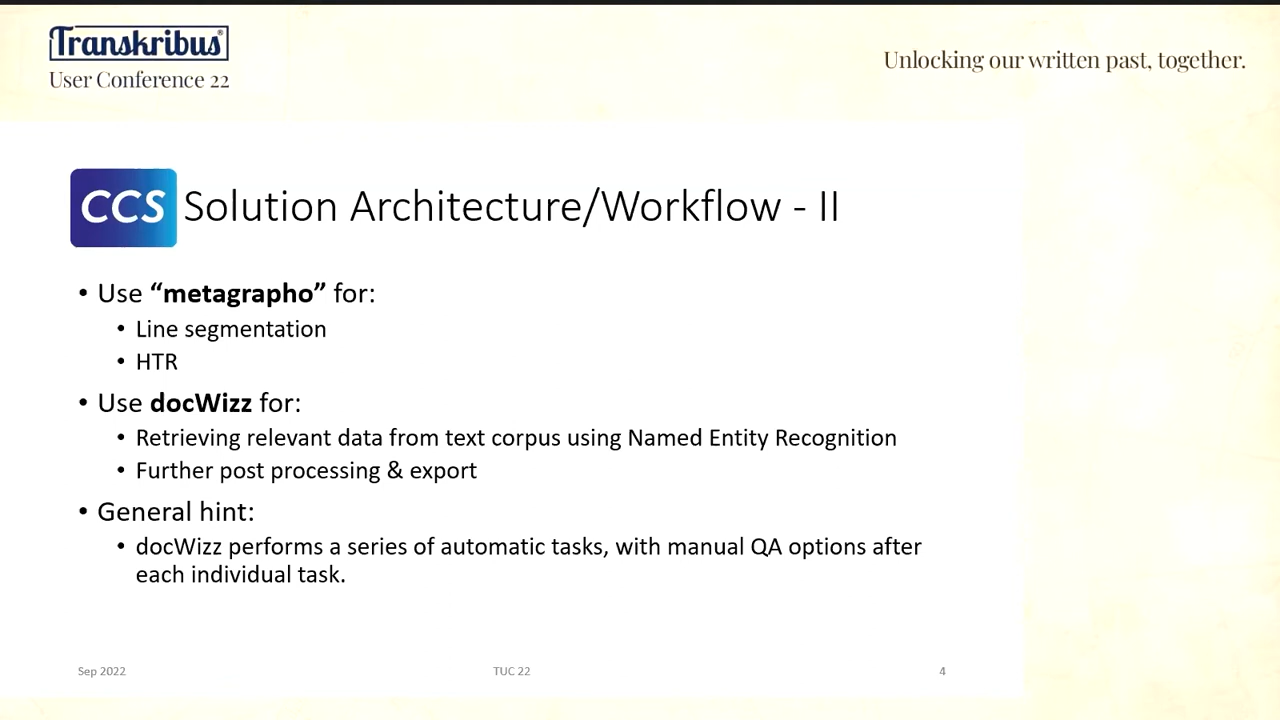 Transkribus®
User Conference 22
Unlocking our written past, together.
CCS Solution Architecture/Workflow - II
• Use “metagrapho” for:
• Line segmentation
• HTR
• Use docWizz for:
• Retrieving relevant data from text corpus using Named Entity Recognition
• Further post processing & export
• General hint:
• docWizz performs a series of automatic tasks, with manual QA options after
each individual task.
Sep 2022
TUC 22
4